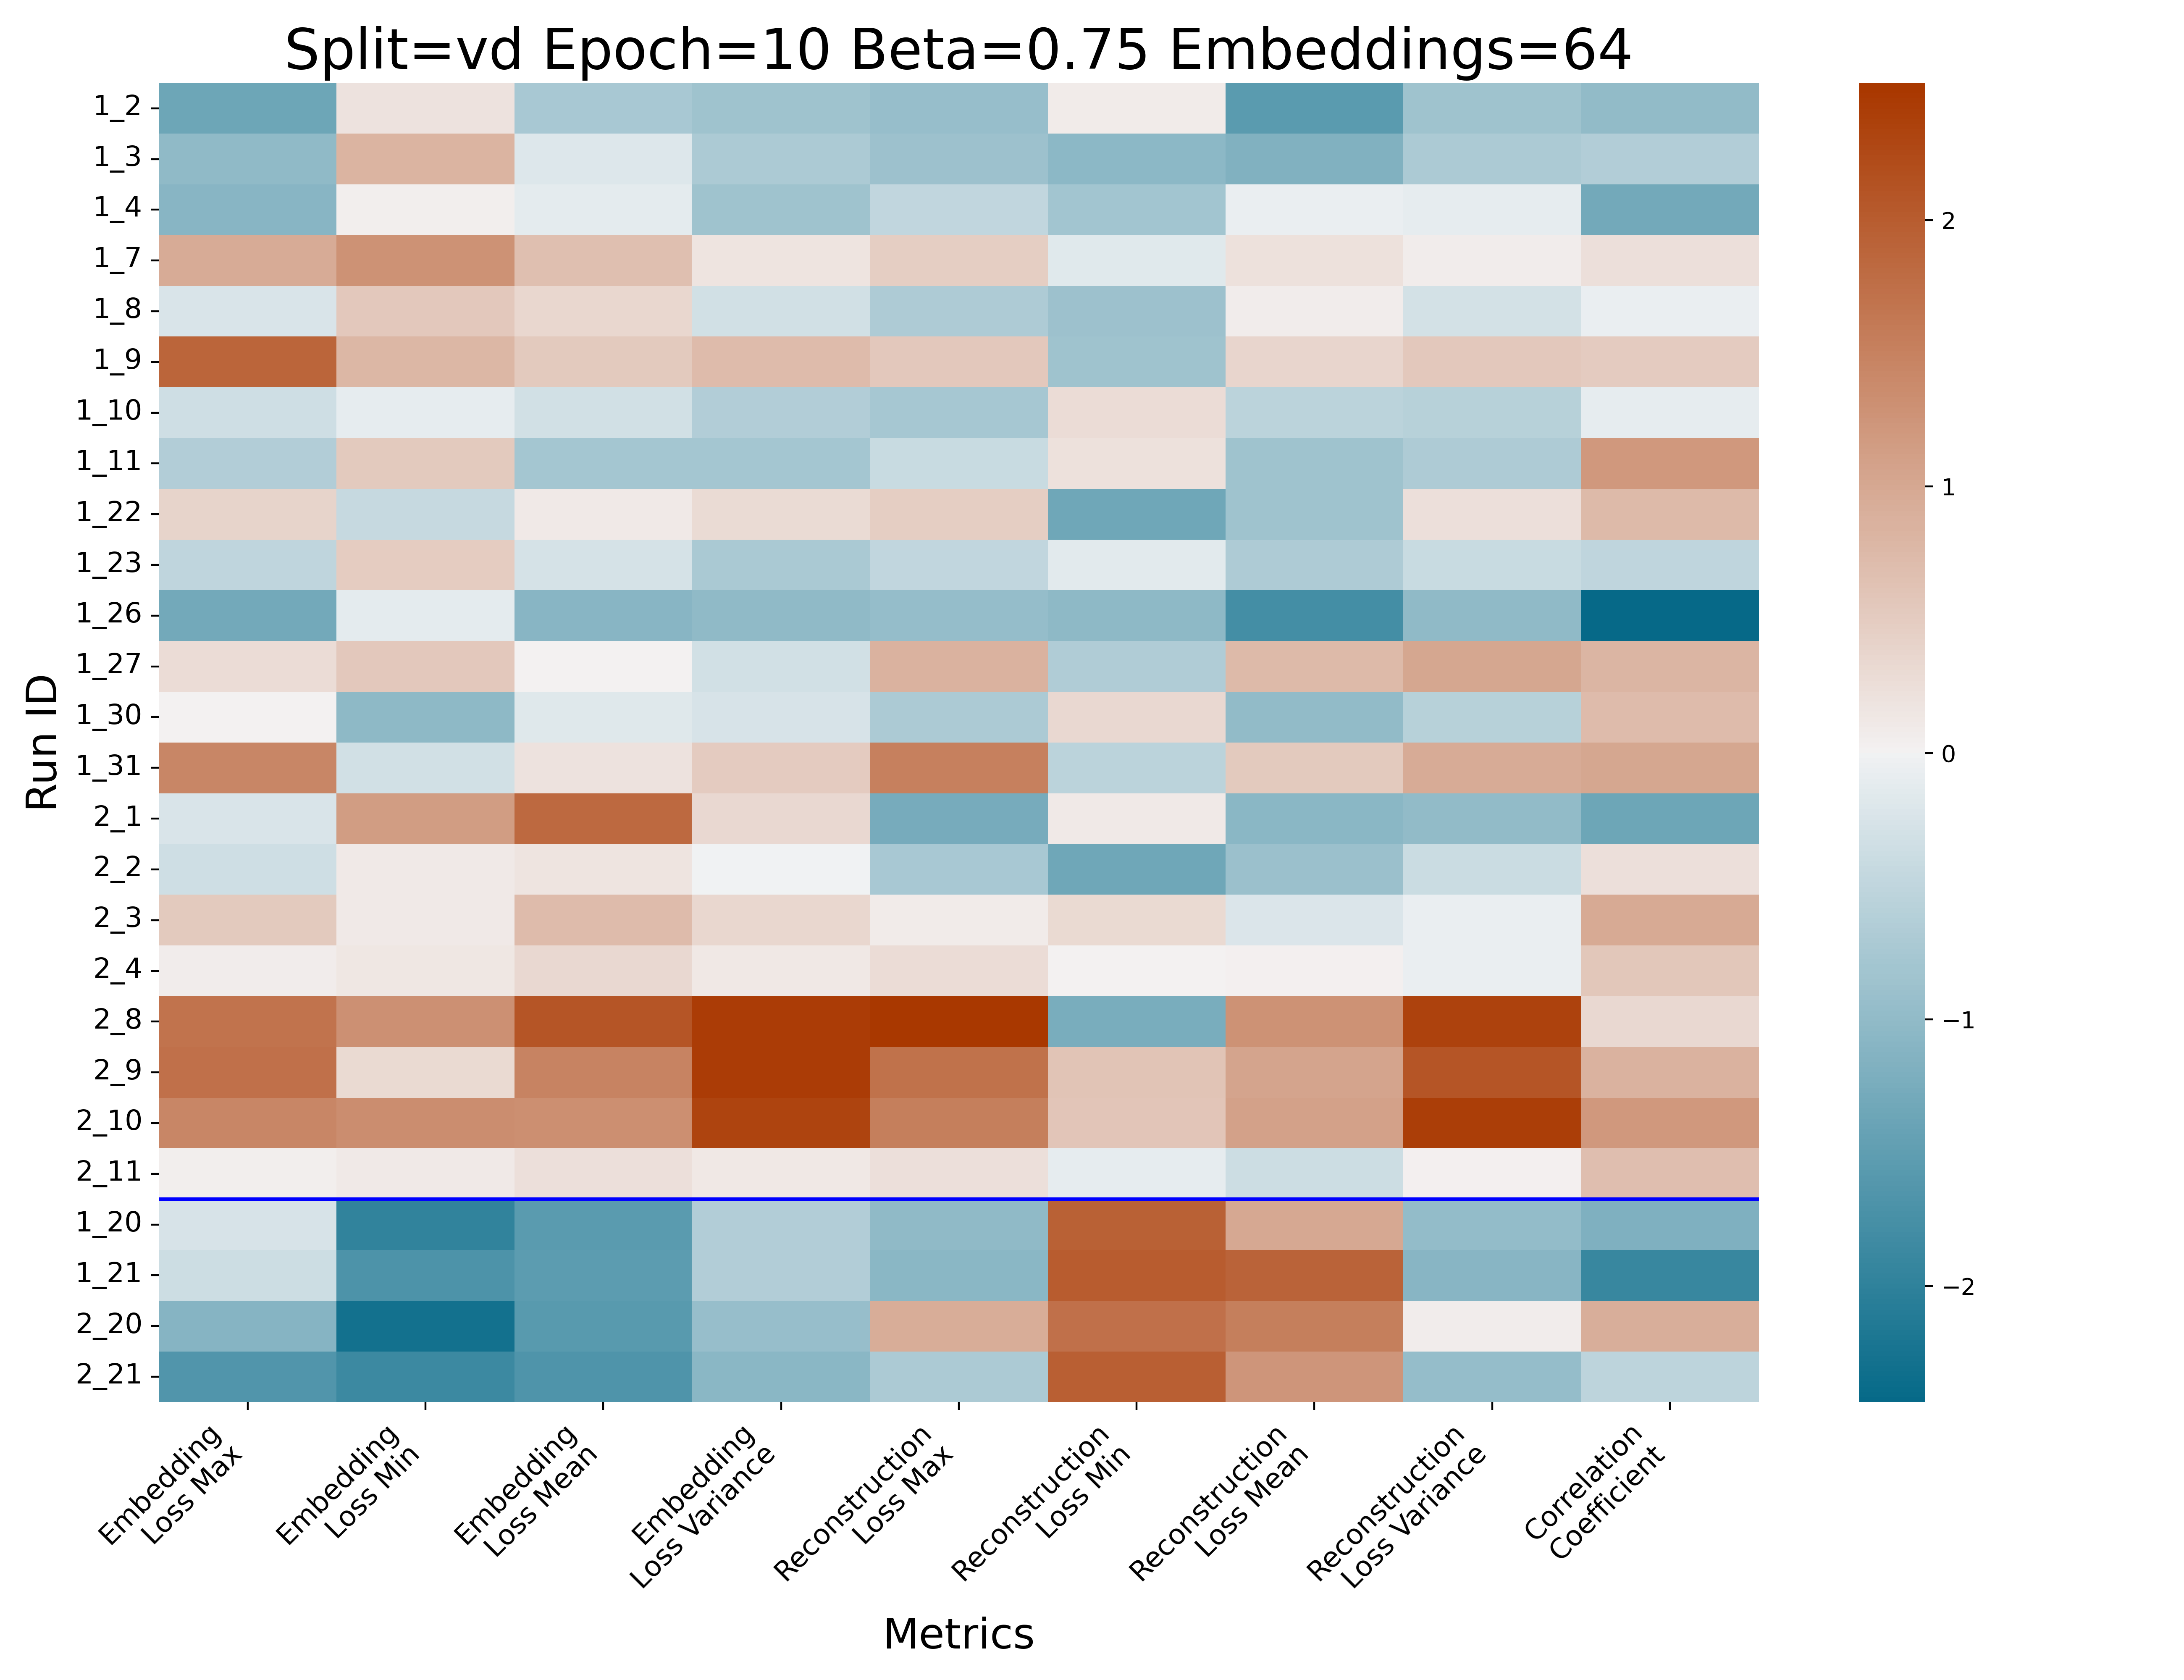 Split=vd Epoch=10 Beta=0.75 Embeddings=64
Run ID
1_2
1_3
1_4
1_7
1_8
1_9
1_10
1_11
1_22
1_23
1_26
1_27
1_30
1_31
2_1
2_2
2_3
2_4
2_8
2_9
2_10
2_11
1_20
1_21
2_20
2_21
Embedding
Loss Max
Embedding
Loss Min
Embedding
Loss Mean
Embedding
Loss Variance
Reconstruction
Loss Max
Reconstruction
Loss Min
Reconstruction
Loss Mean
Reconstruction
Loss Variance
Correlation
Coefficient
Metrics
2
1
0
−1
−2